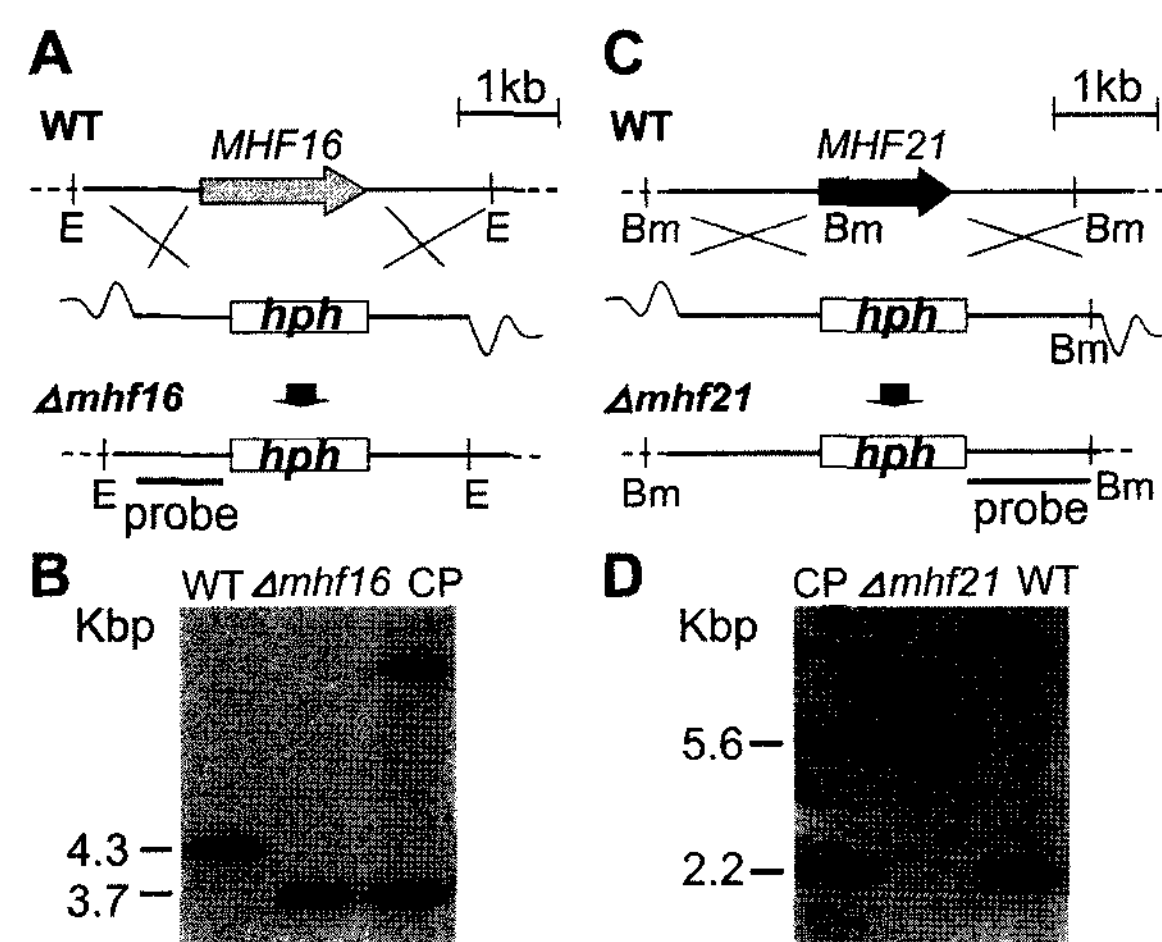 A
1kb
WT
MHF16
E
E
hph
Δmhf16
hph
E
E
probe
B
WT Δmhf16 CP
Kbp
4.3
3.7
C
1kb
WT
MHF21
Bm
Bm
Bm
hph
Bm
Δmhf21
hph
Bm
Bm
probe
D
CP Δmhf21 WT
Kbp
5.6
2.2